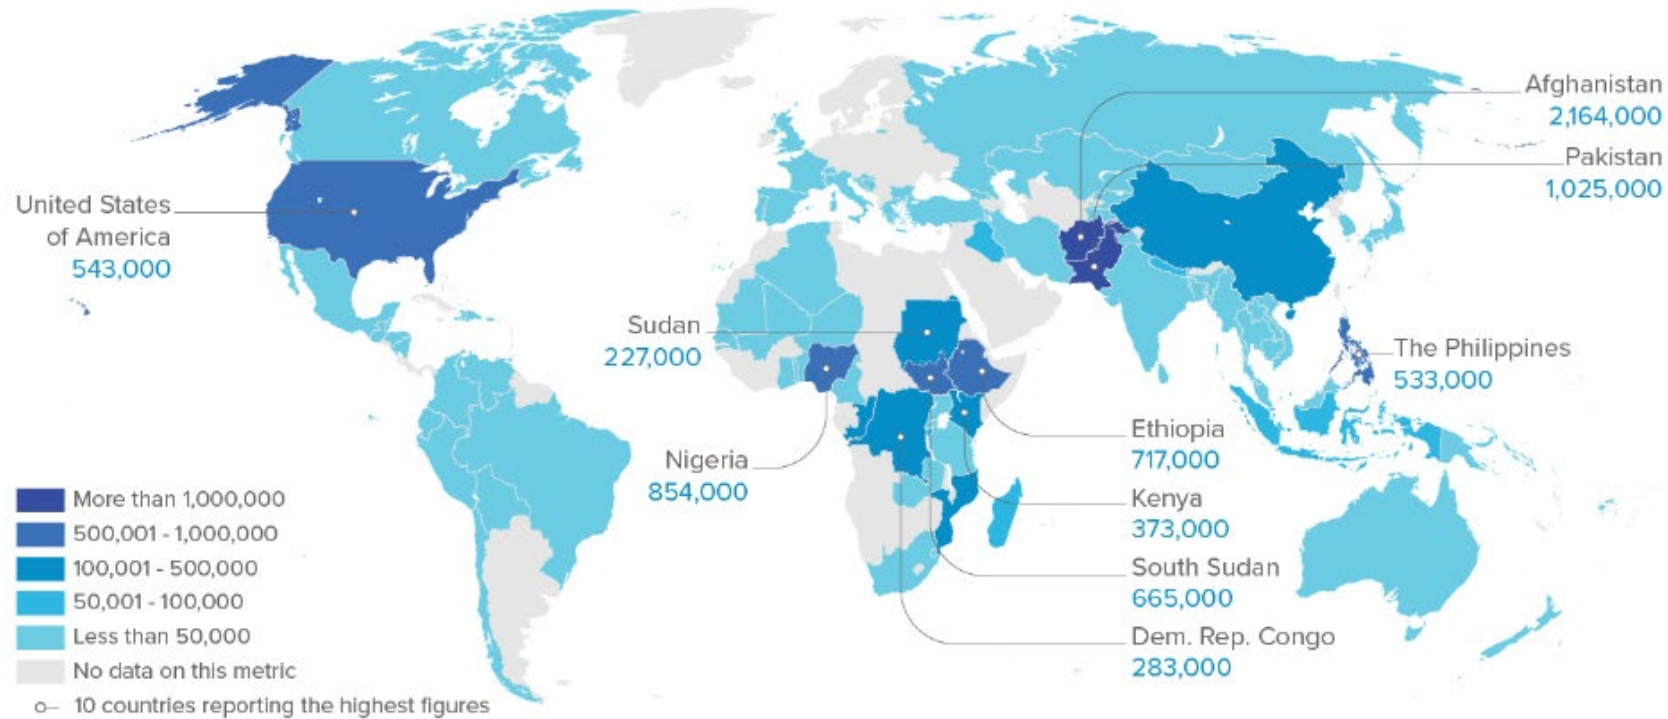 Afghanistan
2,164,000
Pakistan
1,025,000
United States
of America
543,000
Sudan
227,000
The Philippines
533,000
Nigeria
854,000
Ethiopia
717,000
Kenya
373,000
South Sudan
665,000
Dem. Rep. Congo
283,000
More than 1,000,000
500,001 - 1,000,000
100,001 - 500,000
50,001 - 100,000
Less than 50,000
No data on this metric
10 countries reporting the highest figures